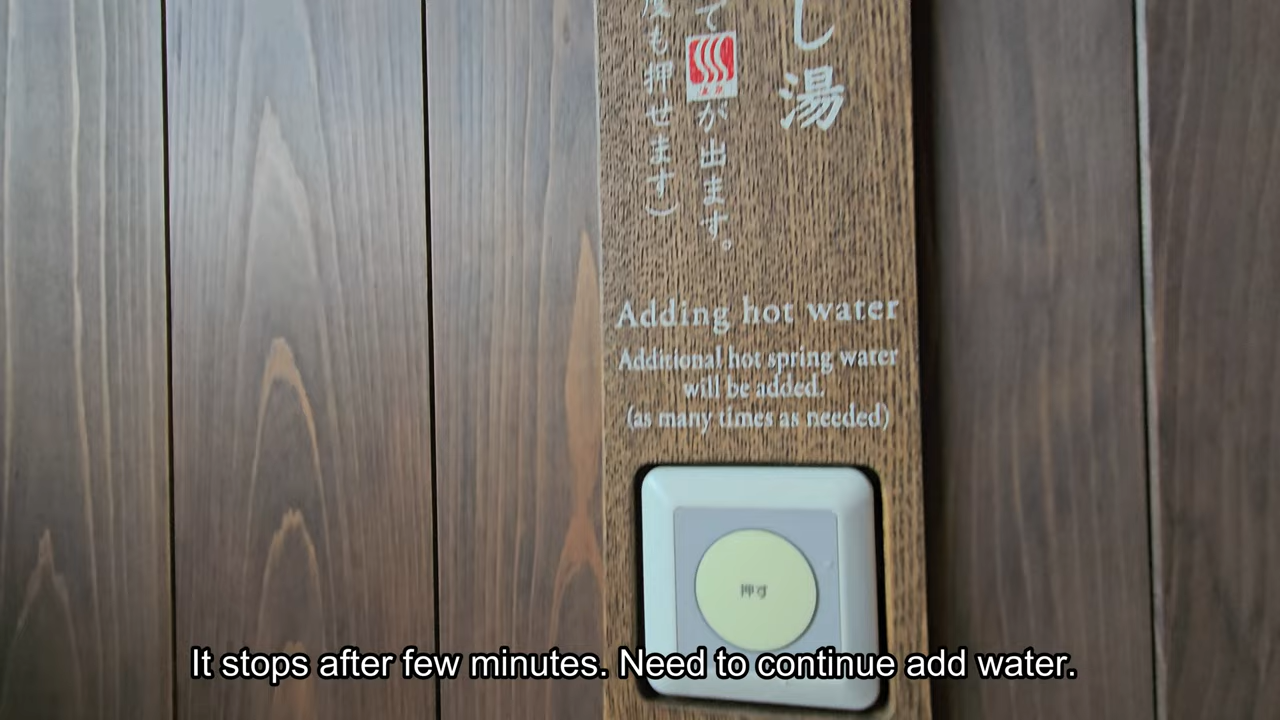 し湯
て
が出ます。
度も押せます)
Adding hot water
Additional hot spring water
will be added.
(as many times as needed)
押す
It stops after few minutes. Need to continue add water.